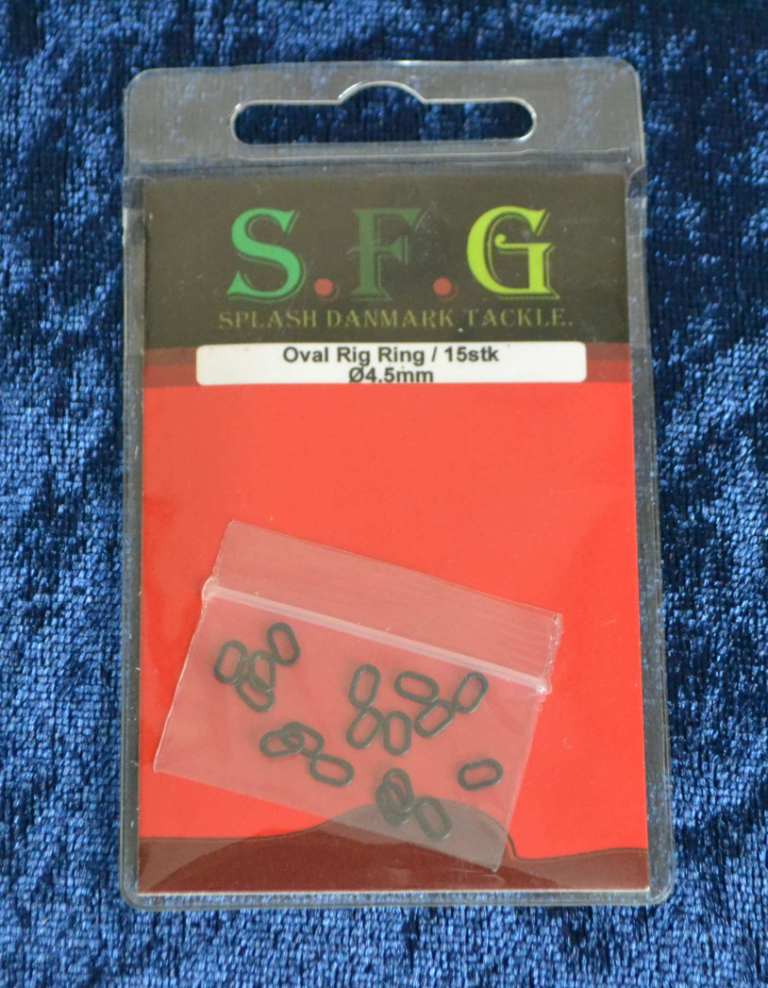 S.F.G
SPLASH DANMARK TACKLE.
Oval Rig Ring / 15stk
Ø4.5mm